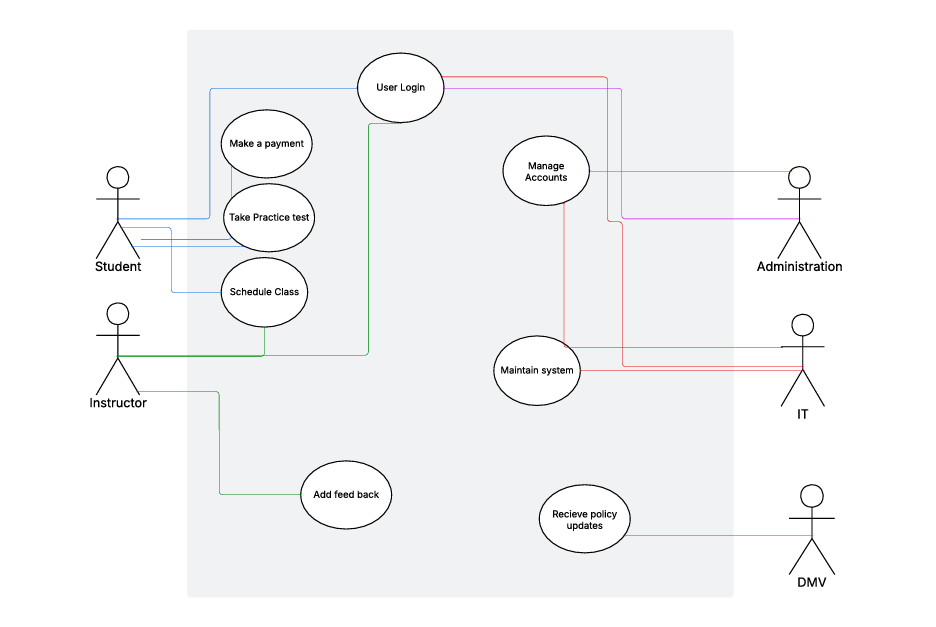 User Login
Make a payment
Manage
Accounts
Take Practice test
Student
Administration
Schedule Class
Maintain system
Instructor
IT
Add feed back
Recieve policy
updates
DMV